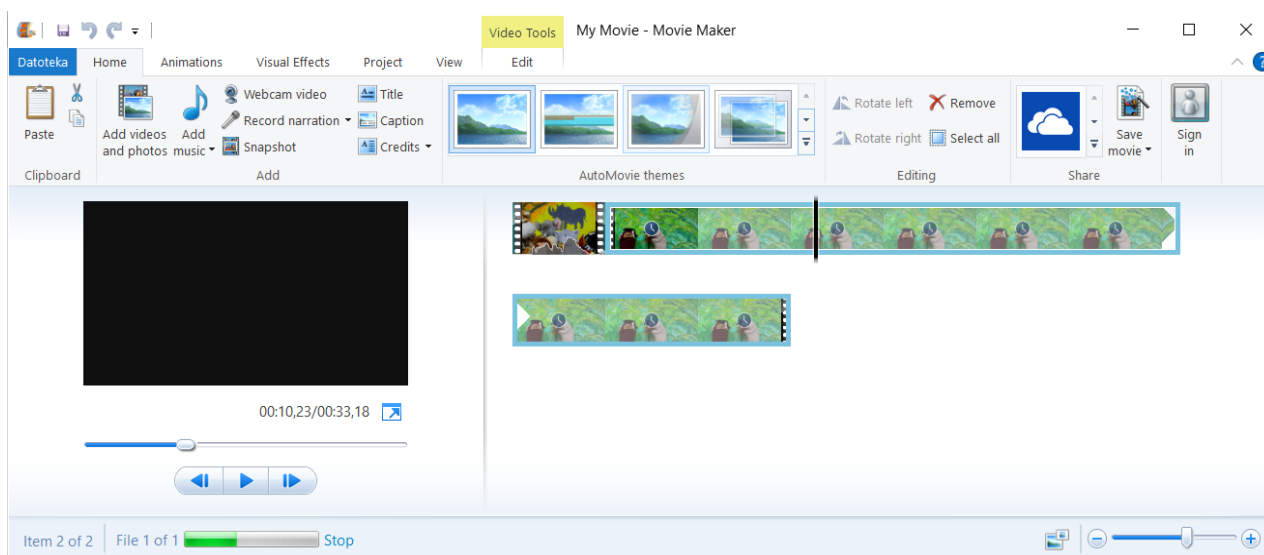 Video Tools
My Movie - Movie Maker
Datoteka
Home
Animations
Visual Effects
Project
View
Edit
Paste
Clipboard
Add videos
and photos
Add
music
Webcam video
Record narration
Snapshot
Title
Caption
Credits
Add
AutoMovie themes
Rotate left
Remove
Rotate right
Select all
Editing
Share
Save
movie
Sign
in
00:10,23/00:33,18
Item 2 of 2
File 1 of 1
Stop